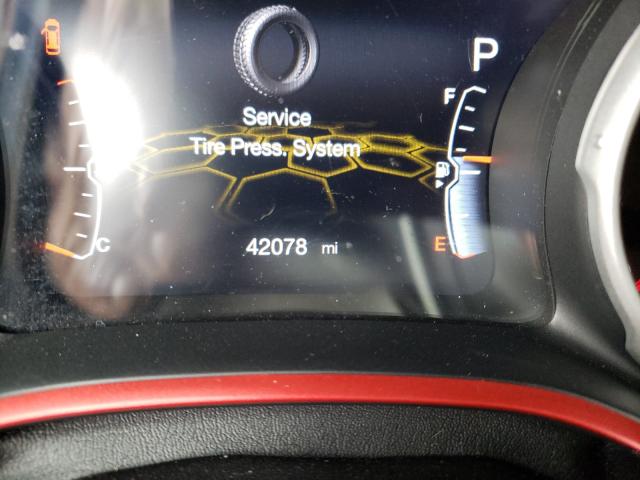 P
F
Service
Tire Press. System
42078 mi
C
E